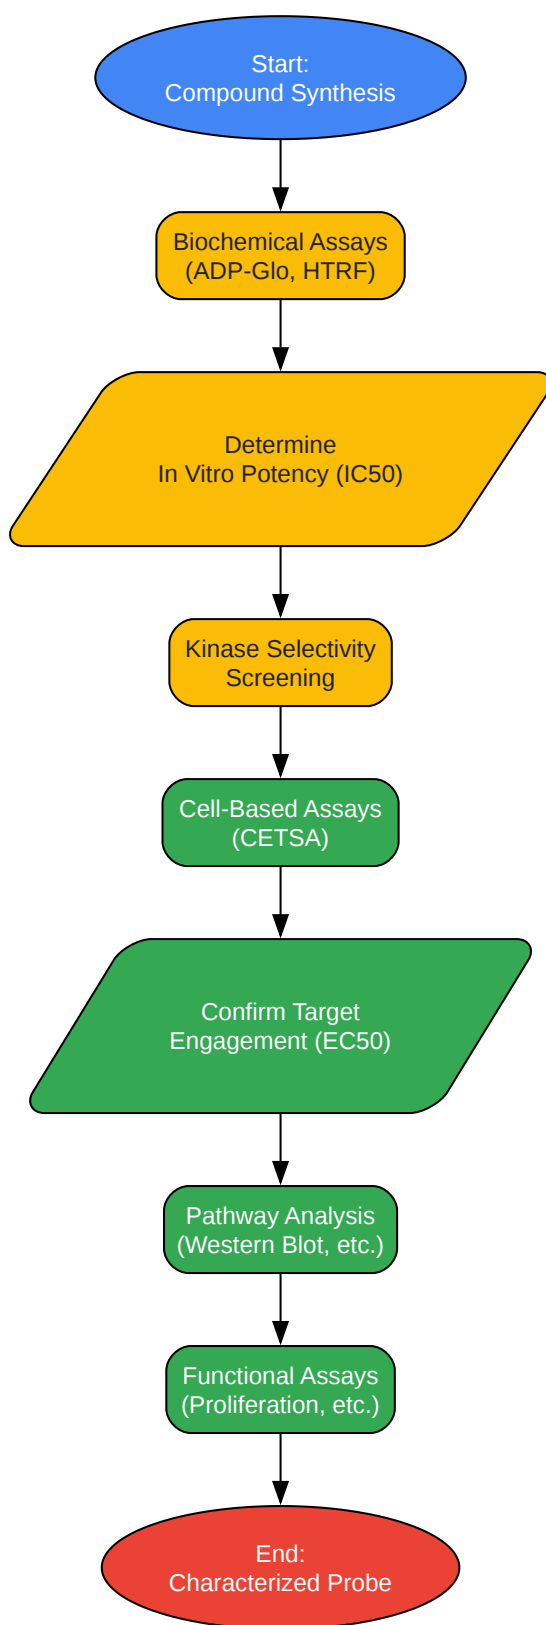 Start:
Compound Synthesis
Biochemical Assays
(ADP-Glo, HTRF)
Determine
In Vitro Potency (IC50)
Kinase Selectivity
Screening
Cell-Based Assays
(CETSA)
Confirm Target
Engagement (EC50)
Pathway Analysis
(Western Blot, etc.)
Functional Assays
(Proliferation, etc.)
End:
Characterized Probe